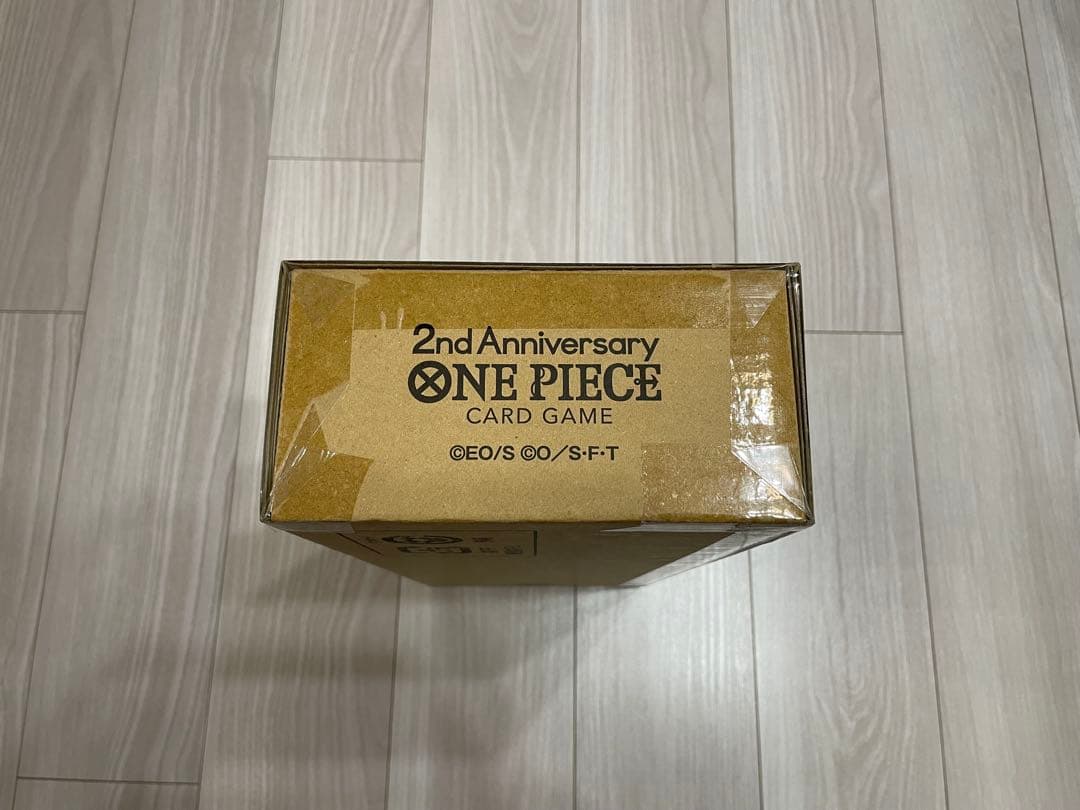 2nd Anniversary
ONE PIECE
CARD GAME
©EO/S ©O/S・F・T